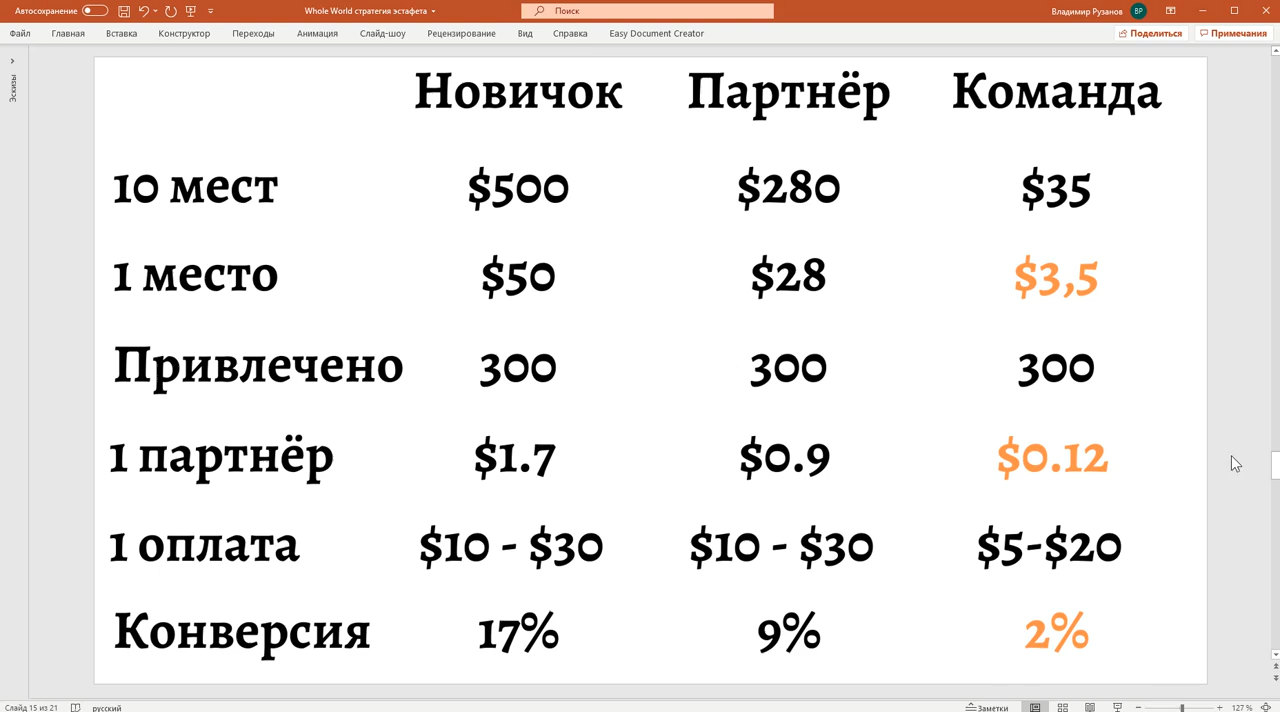 Автосохранение
Whole World стратегия эстафета
Поиск
Владимир Рузанов
ВР
Файл Главная Вставка Конструктор Переходы Анимация Слайд-шоу Рецензирование Вид Справка Easy Document Creator
Поделиться Примечания
Эскизы
Новичок Партнёр Команда
10 мест $500 $280 $35
1 место $50 $28 $3,5
Привлечено 300 300 300
1 партнёр $1.7 $0.9 $0.12
1 оплата $10 - $30 $10 - $30 $5-$20
Конверсия 17% 9% 2%
Слайд 15 из 21 русский Заметки 127 %